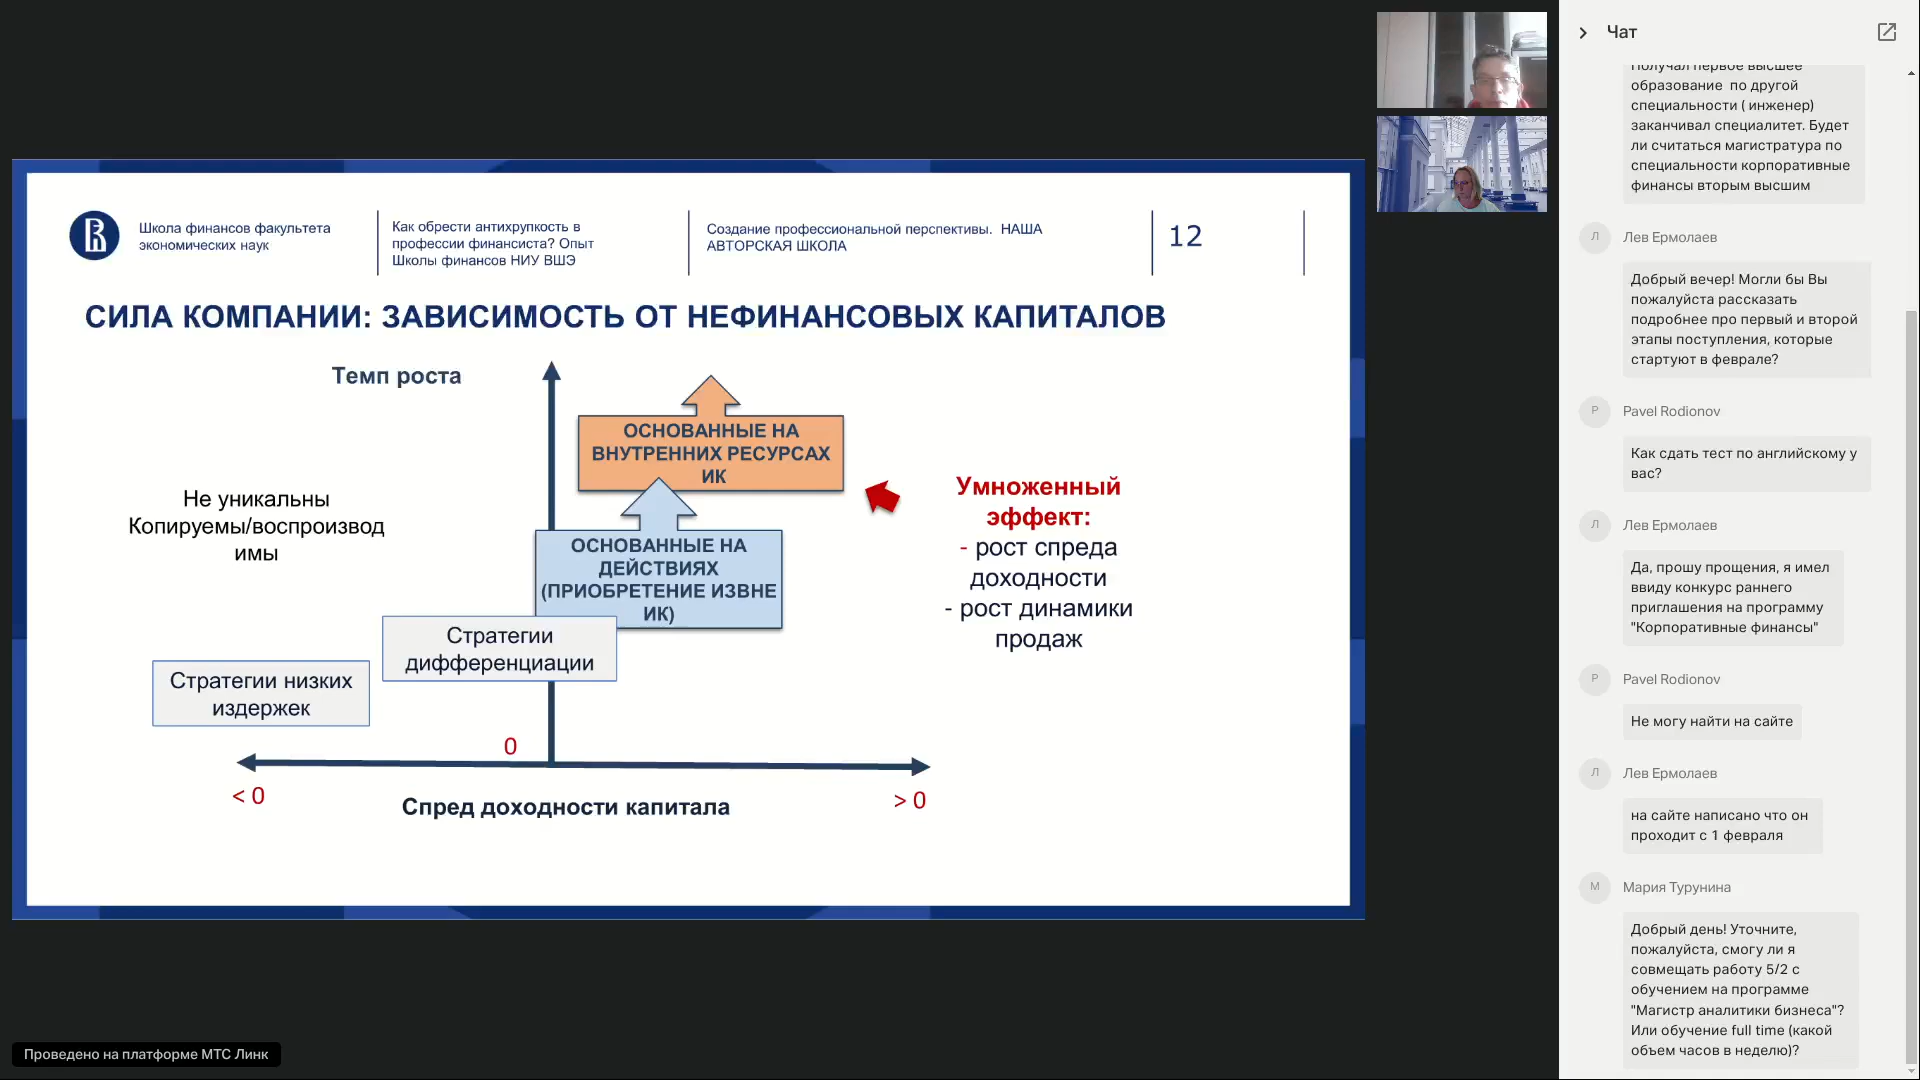 Школа финансов факультета
экономических наук
Как обрести антихрупкость в
профессии финансиста? Опыт
Школы финансов НИУ ВШЭ
Создание профессиональной перспективы. НАША
АВТОРСКАЯ ШКОЛА
12
СИЛА КОМПАНИИ: ЗАВИСИМОСТЬ ОТ НЕФИНАНСОВЫХ КАПИТАЛОВ
Темп роста
ОСНОВАННЫЕ НА
ВНУТРЕННИХ РЕСУРСАХ
ИК
Не уникальны
Копируемы/воспроизвод
имы
ОСНОВАННЫЕ НА
ДЕЙСТВИЯХ
(ПРИОБРЕТЕНИЕ ИЗВНЕ
ИК)
Умноженный
эффект:
- рост спреда
доходности
- рост динамики
продаж
Стратегии
дифференциации
Стратегии низких
издержек
0
< 0
Спред доходности капитала
> 0
Проведено на платформе МТС Линк
Чат
Получал первое высшее
образование по другой
специальности ( инженер)
заканчивал специалитет. Будет
ли считаться магистратура по
специальности корпоративные
финансы вторым высшим
Л
Лев Ермолаев
Добрый вечер! Могли бы Вы
пожалуйста рассказать
подробнее про первый и второй
этапы поступления, которые
стартуют в феврале?
P
Pavel Rodionov
Как сдать тест по английскому у
вас?
Л
Лев Ермолаев
Да, прошу прощения, я имел
ввиду конкурс раннего
приглашения на программу
"Корпоративные финансы"
P
Pavel Rodionov
Не могу найти на сайте
Л
Лев Ермолаев
на сайте написано что он
проходит с 1 февраля
М
Мария Турунина
Добрый день! Уточните,
пожалуйста, смогу ли я
совмещать работу 5/2 с
обучением на программе
"Магистр аналитики бизнеса"?
Или обучение full time (какой
объем часов в неделю)?